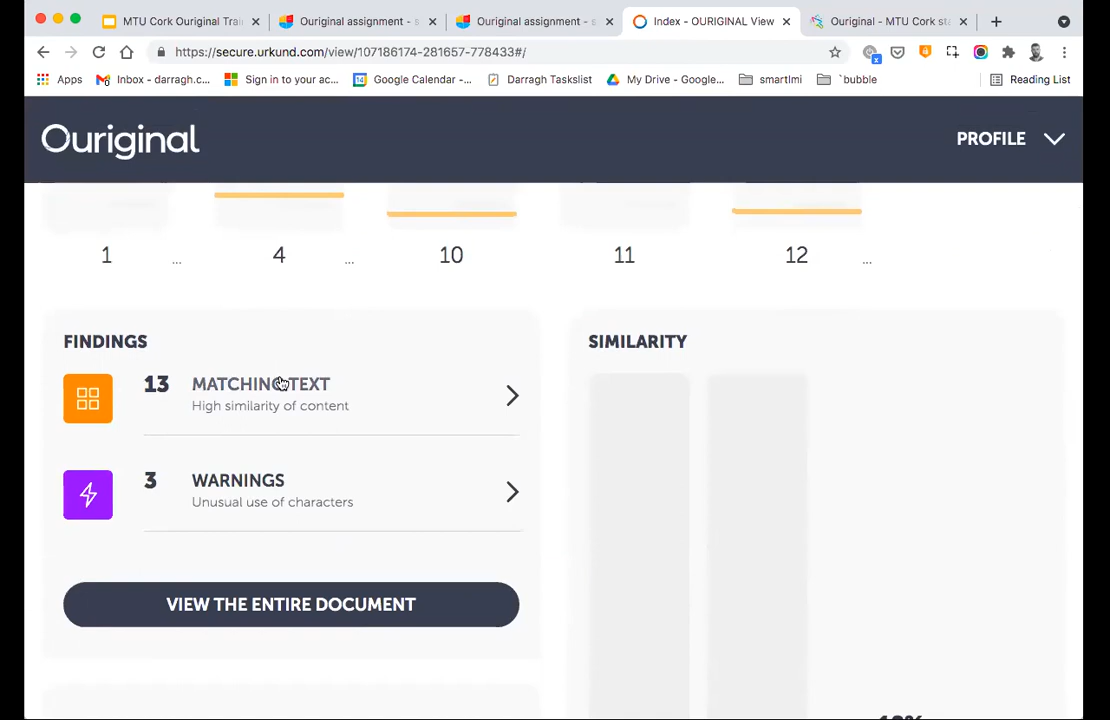 MTU Cork Ouriginal Trai
Ouriginal assignment - s
Ouriginal assignment - s
Index - OURIGINAL View
Ouriginal - MTU Cork st
https://secure.urkund.com/view/107186174-281657-778433#/
x
Apps
Inbox - darragh.c...
Sign in to your ac...
14
Google Calendar -...
Darragh Tasklist
My Drive - Google...
smartImi
`bubble
Reading List
Ouriginal
PROFILE
1 ... 4 ... 10 11 12 ...
FINDINGS
13 MATCHING TEXT
High similarity of content
3 WARNINGS
Unusual use of characters
VIEW THE ENTIRE DOCUMENT
SIMILARITY